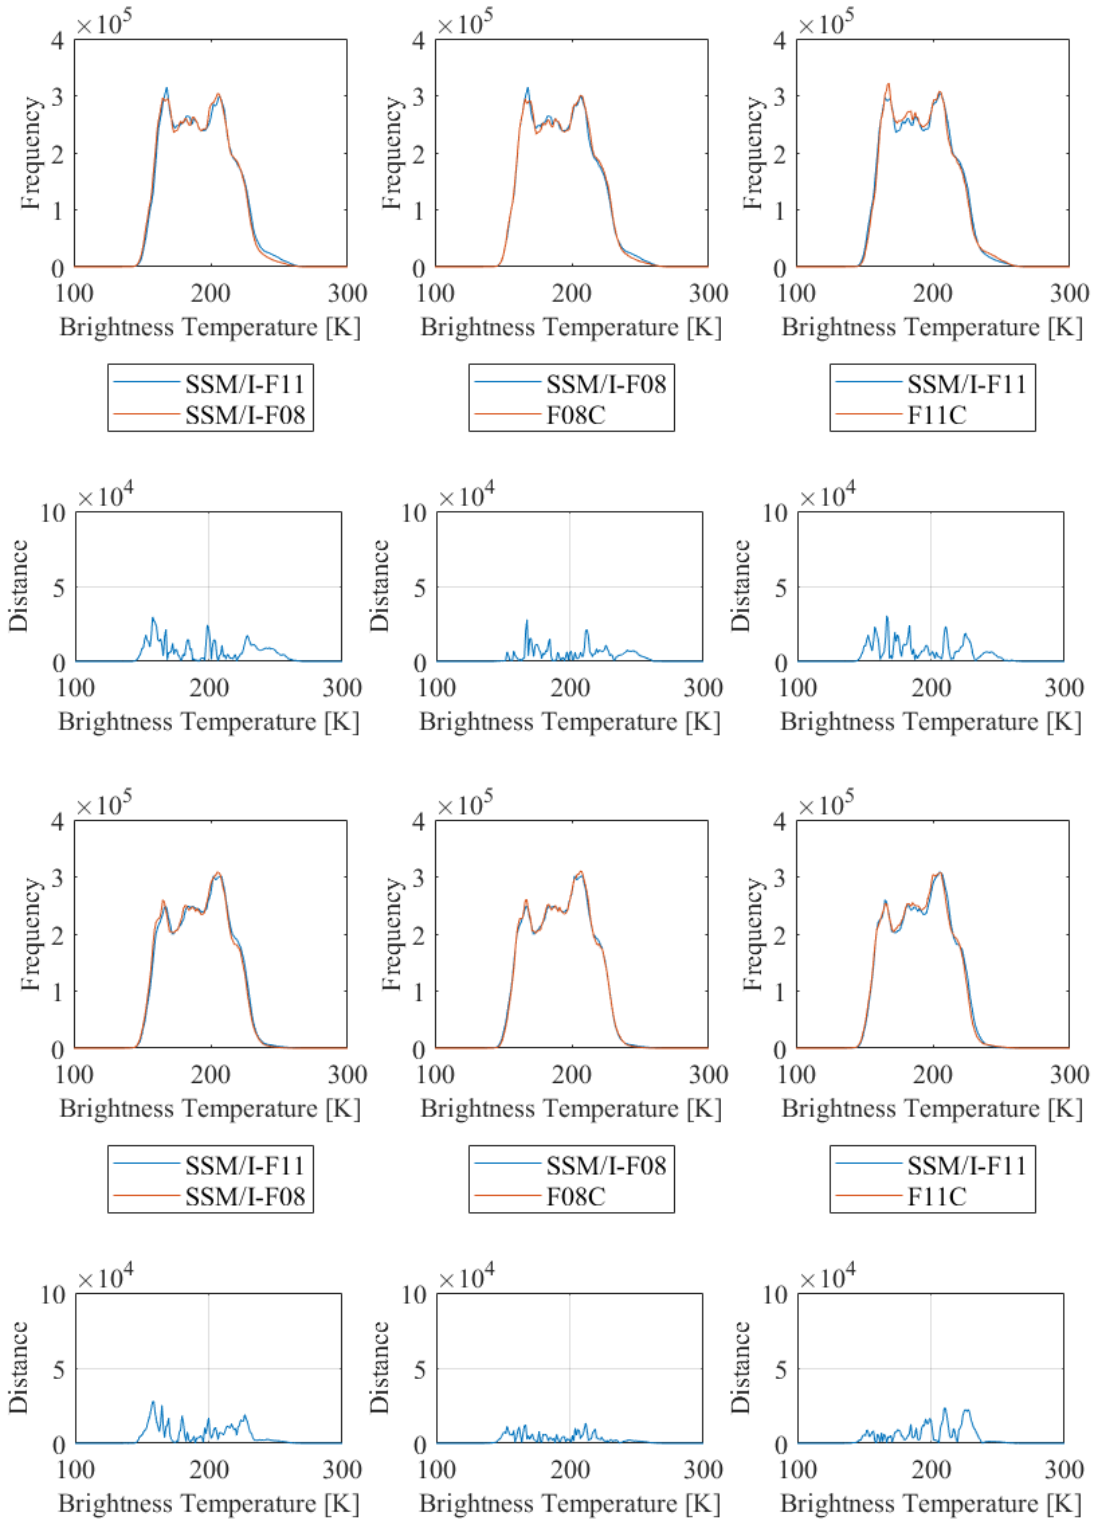 ×10^5 ×10^5 ×10^5
4 4 4
3 3 3
2 2 2
1 1 1
0 0 0
Frequency Frequency Frequency
100 200 300 100 200 300 100 200 300
Brightness Temperature [K] Brightness Temperature [K] Brightness Temperature [K]
SSM/I-F11 SSM/I-F08 SSM/I-F11
SSM/I-F08 F08C F11C
×10^4 ×10^4 ×10^4
10 10 10
5 5 5
0 0 0
Distance Distance Distance
100 200 300 100 200 300 100 200 300
Brightness Temperature [K] Brightness Temperature [K] Brightness Temperature [K]
×10^5 ×10^5 ×10^5
4 4 4
3 3 3
2 2 2
1 1 1
0 0 0
Frequency Frequency Frequency
100 200 300 100 200 300 100 200 300
Brightness Temperature [K] Brightness Temperature [K] Brightness Temperature [K]
SSM/I-F11 SSM/I-F08 SSM/I-F11
SSM/I-F08 F08C F11C
×10^4 ×10^4 ×10^4
10 10 10
5 5 5
0 0 0
Distance Distance Distance
100 200 300 100 200 300 100 200 300
Brightness Temperature [K] Brightness Temperature [K] Brightness Temperature [K]